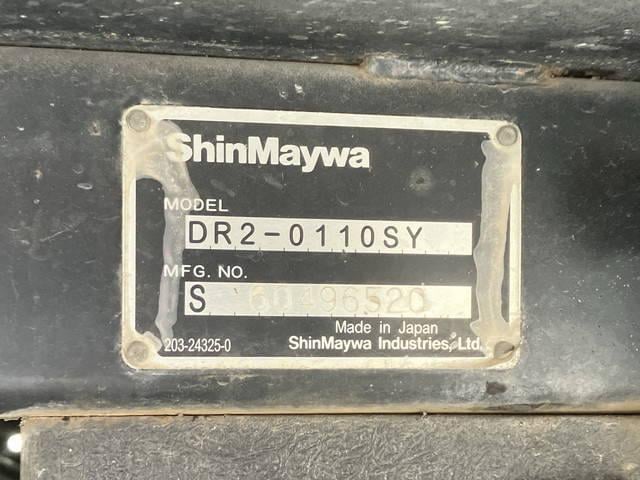 ShinMaywa
MODEL
DR2-0110SY
MFG. NO.
S 60496520
Made in Japan
203-24325-0 ShinMaywa Industries, Ltd.